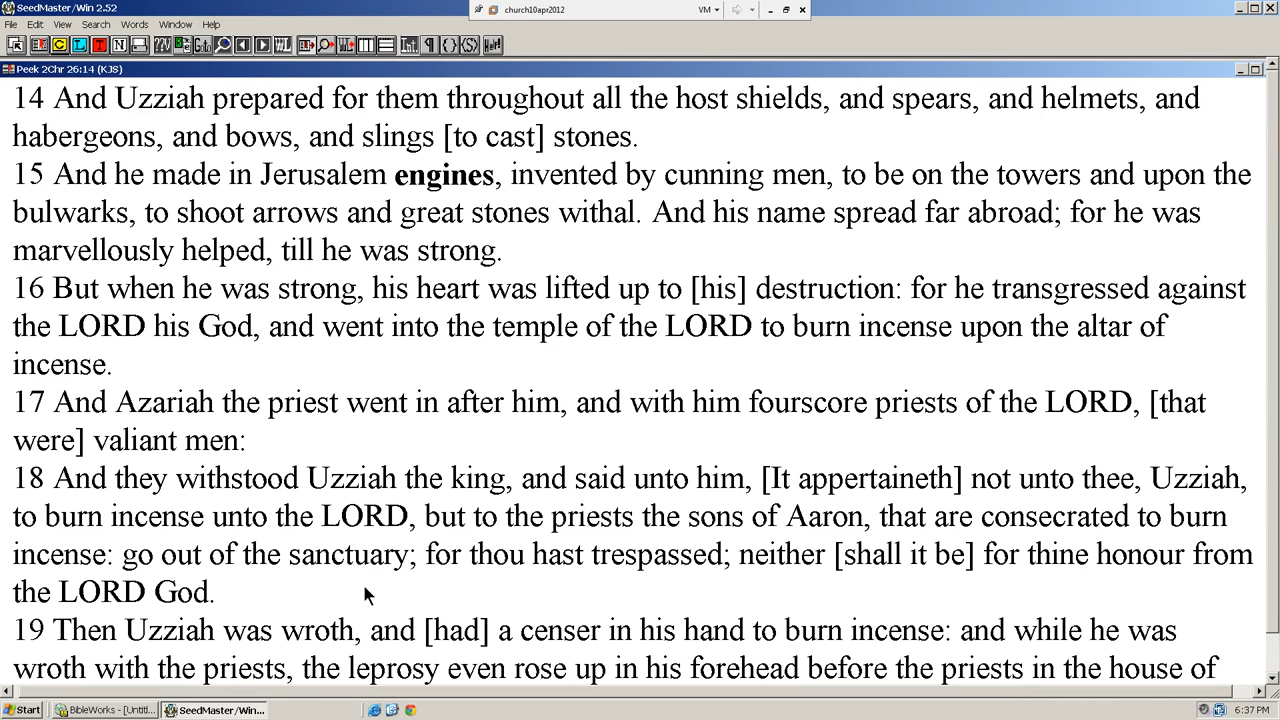 SeedMaster/Win 2.52
church10apr2012
VM
File Edit View Search Words Window Help
Peek 2Chr 26:14 (KJS)
14 And Uzziah prepared for them throughout all the host shields, and spears, and helmets, and
habergeons, and bows, and slings [to cast] stones.
15 And he made in Jerusalem engines, invented by cunning men, to be on the towers and upon the
bulwarks, to shoot arrows and great stones withal. And his name spread far abroad; for he was
marvellously helped, till he was strong.
16 But when he was strong, his heart was lifted up to [his] destruction: for he transgressed against
the LORD his God, and went into the temple of the LORD to burn incense upon the altar of
incense.
17 And Azariah the priest went in after him, and with him fourscore priests of the LORD, [that
were] valiant men:
18 And they withstood Uzziah the king, and said unto him, [It appertaineth] not unto thee, Uzziah,
to burn incense unto the LORD, but to the priests the sons of Aaron, that are consecrated to burn
incense: go out of the sanctuary; for thou hast trespassed; neither [shall it be] for thine honour from
the LORD God.
19 Then Uzziah was wroth, and [had] a censer in his hand to burn incense: and while he was
wroth with the priests, the leprosy even rose up in his forehead before the priests in the house of
Start BibleWorks - [Untitl... SeedMaster/Win... 6:37 PM